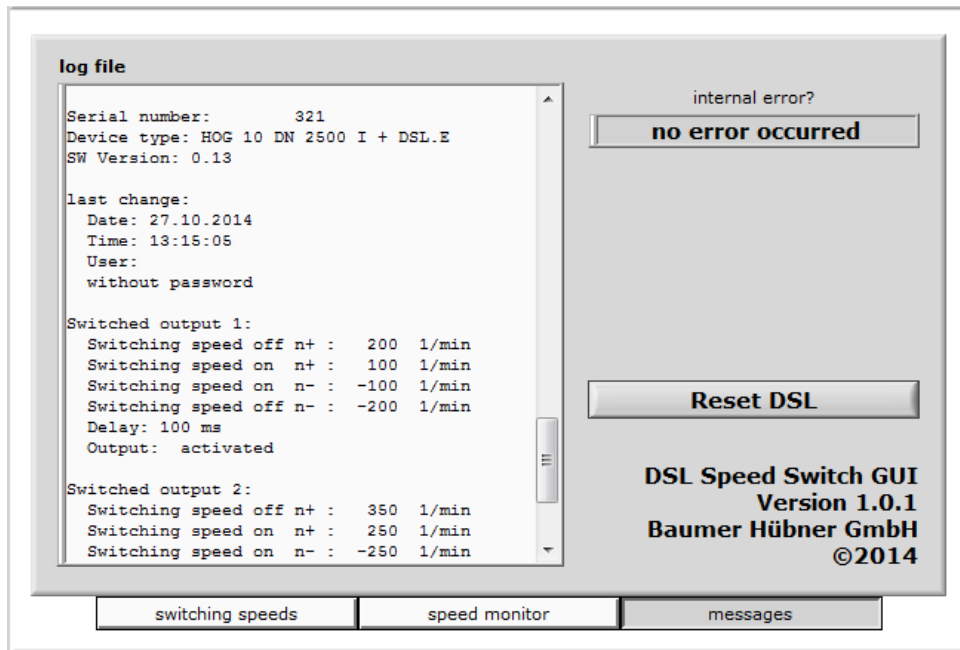 log file
Serial number:        321
Device type: HOG 10 DN 2500 I + DSL.E
SW Version: 0.13
last change:
  Date: 27.10.2014
  Time: 13:15:05
  User:
  without password
Switched output 1:
  Switching speed off n+ :   200  1/min
  Switching speed on  n+ :   100  1/min
  Switching speed on  n- :  -100  1/min
  Switching speed off n- :  -200  1/min
  Delay: 100 ms
  Output:  activated
Switched output 2:
  Switching speed off n+ :   350  1/min
  Switching speed on  n+ :   250  1/min
  Switching speed on  n- :  -250  1/min
internal error?
no error occurred
Reset DSL
DSL Speed Switch GUI
Version 1.0.1
Baumer Hübner GmbH
©2014
switching speeds
speed monitor
messages